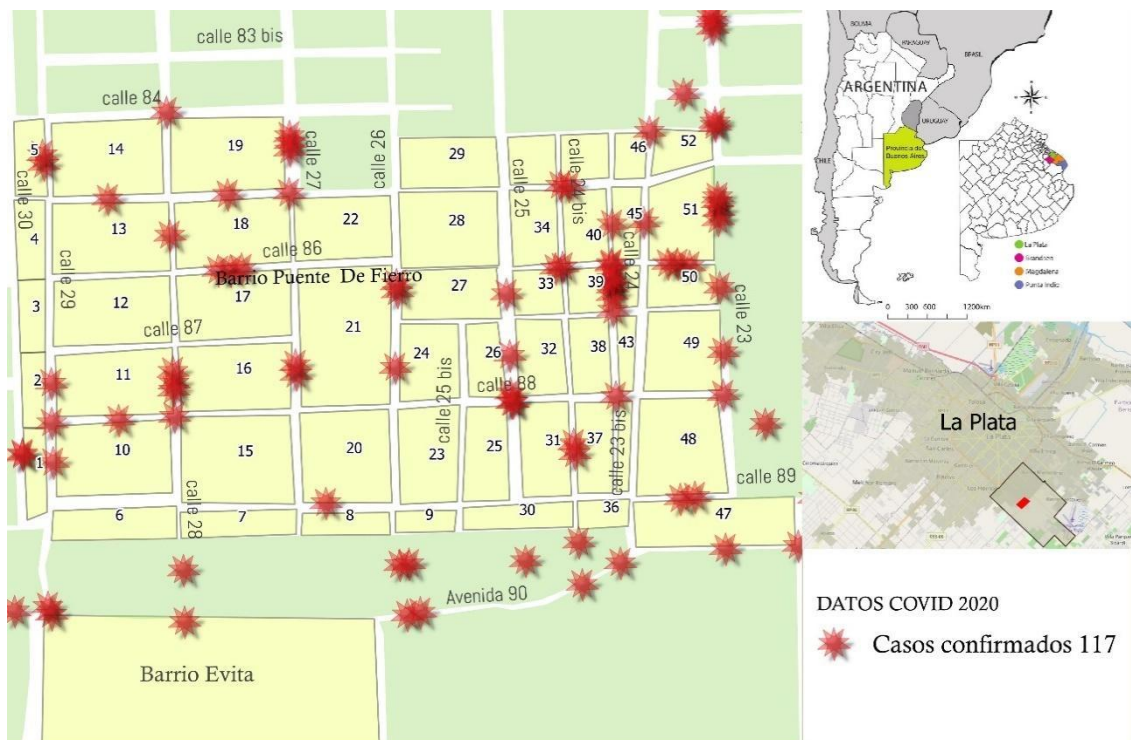 calle 83 bis
calle 84
5
14
19
calle 27
calle 26
29
46
52
calle 30
4
13
18
22
28
calle 25
34
calle 24 bis
40
45
51
calle 86
Barrio Puente De Fierro
calle 29
3
12
17
21
27
33
39
calle 24
50
calle 23
calle 87
2
11
16
24
calle 25 bis
26
32
38
43
49
calle 88
1
10
15
20
23
25
31
37
calle 23 bis
48
calle 89
6
calle 28
7
8
9
30
36
47
Avenida 90
Barrio Evita
BOLIVIA
PARAGUAY
BRASIL
ARGENTINA
URUGUAY
CHILE
Provincia de
Buenos Aires
La Plata
Magdalena
Punta Indio
0 300 600 1200km
La Plata
DATOS COVID 2020
Casos confirmados 117